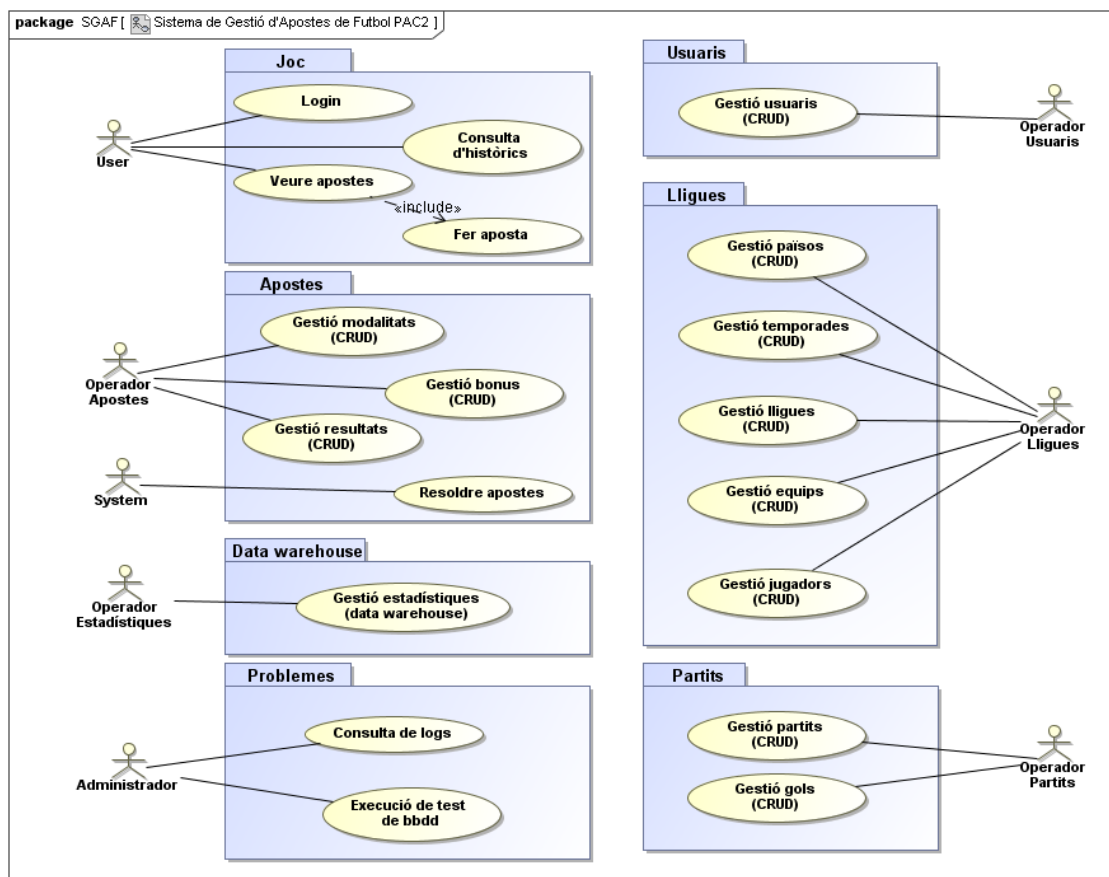 package SGAF [ Sistema de Gestió d'Apostes de Futbol PAC2 ]
Joc
Login
Consulta
d'històrics
Veure apostes
«include»
Fer aposta
User
Apostes
Gestió modalitats
(CRUD)
Gestió bonus
(CRUD)
Gestió resultats
(CRUD)
Resoldre apostes
Operador
Apostes
System
Data warehouse
Gestió estadístiques
(data warehouse)
Operador
Estadístiques
Problemes
Consulta de logs
Execució de test
de bbdd
Administrador
Usuaris
Gestió usuaris
(CRUD)
Operador
Usuaris
Lligues
Gestió països
(CRUD)
Gestió temporades
(CRUD)
Gestió lligues
(CRUD)
Gestió equips
(CRUD)
Gestió jugadors
(CRUD)
Operador
Lligues
Partits
Gestió partits
(CRUD)
Gestió gols
(CRUD)
Operador
Partits